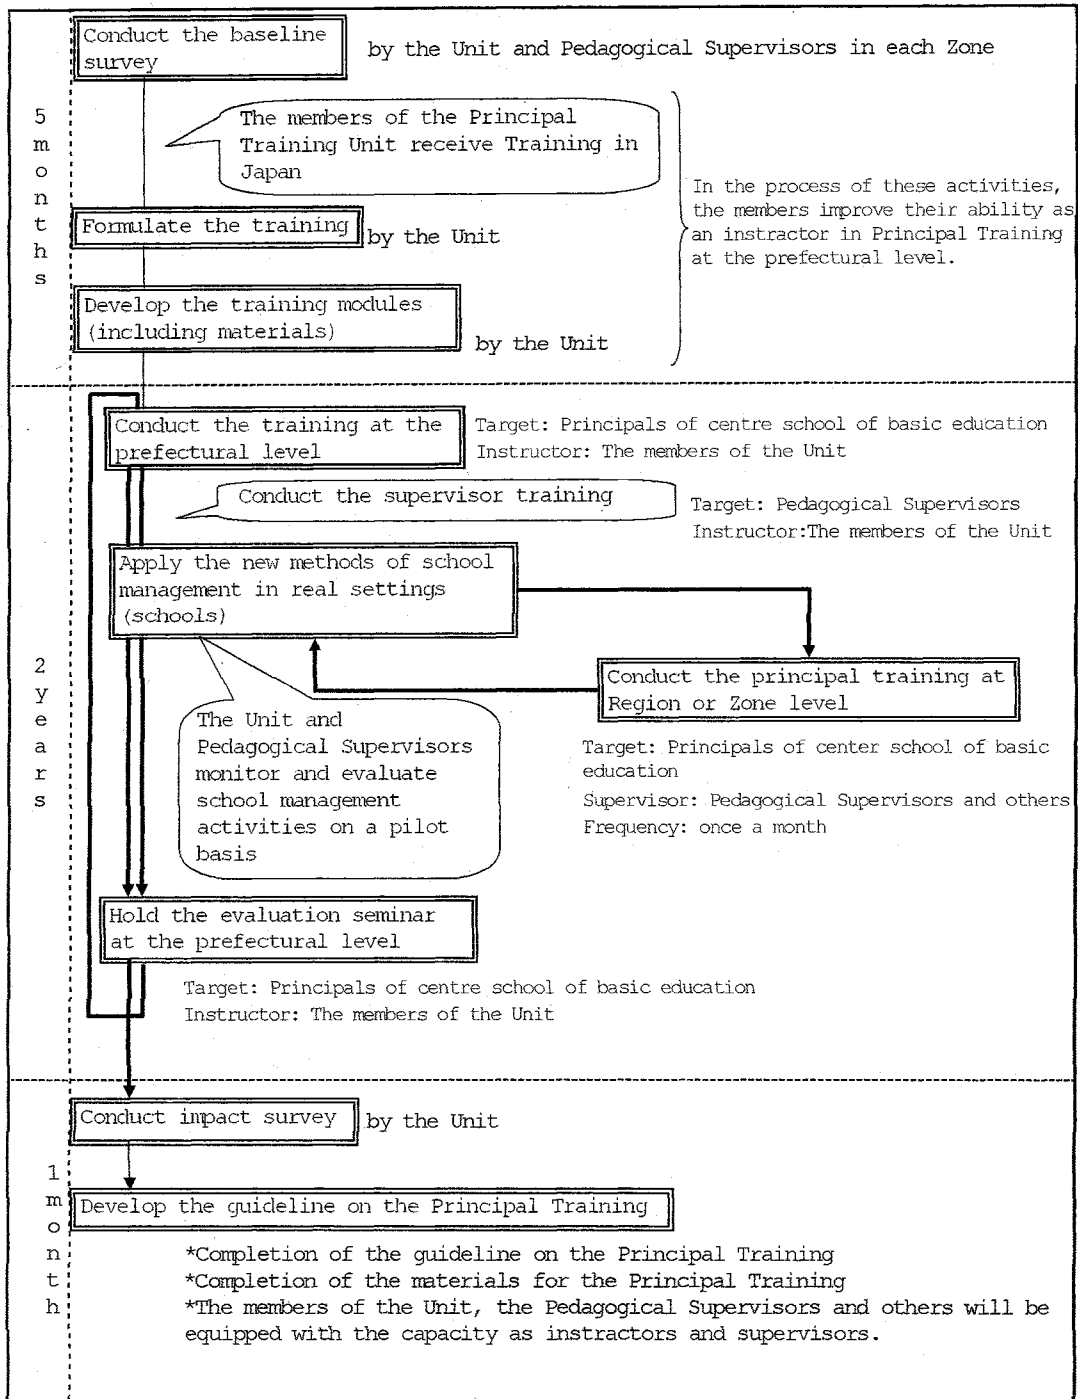 Conduct the baseline
survey
by the Unit and Pedagogical Supervisors in each Zone
5
m
o
n
t
h
s
The members of the Principal
Training Unit receive Training in
Japan
In the process of these activities,
the members improve their ability as
an instractor in Principal Training
at the prefectural level.
Formulate the training
by the Unit
Develop the training modules
(including materials)
by the Unit
Conduct the training at the
prefectural level
Target: Principals of centre school of basic education
Instructor: The members of the Unit
Conduct the supervisor training
Target: Pedagogical Supervisors
Instructor:The members of the Unit
Apply the new methods of school
management in real settings
(schools)
2
y
e
a
r
s
Conduct the principal training at
Region or Zone level
The Unit and
Pedagogical Supervisors
monitor and evaluate
school management
activities on a pilot
basis
Target: Principals of center school of basic
education
Supervisor: Pedagogical Supervisors and others
Frequency: once a month
Hold the evaluation seminar
at the prefectural level
Target: Principals of centre school of basic education
Instructor: The members of the Unit
Conduct impact survey
by the Unit
1
m
o
n
t
h
Develop the guideline on the Principal Training
*Completion of the guideline on the Principal Training
*Completion of the materials for the Principal Training
*The members of the Unit, the Pedagogical Supervisors and others will be
equipped with the capacity as instractors and supervisors.